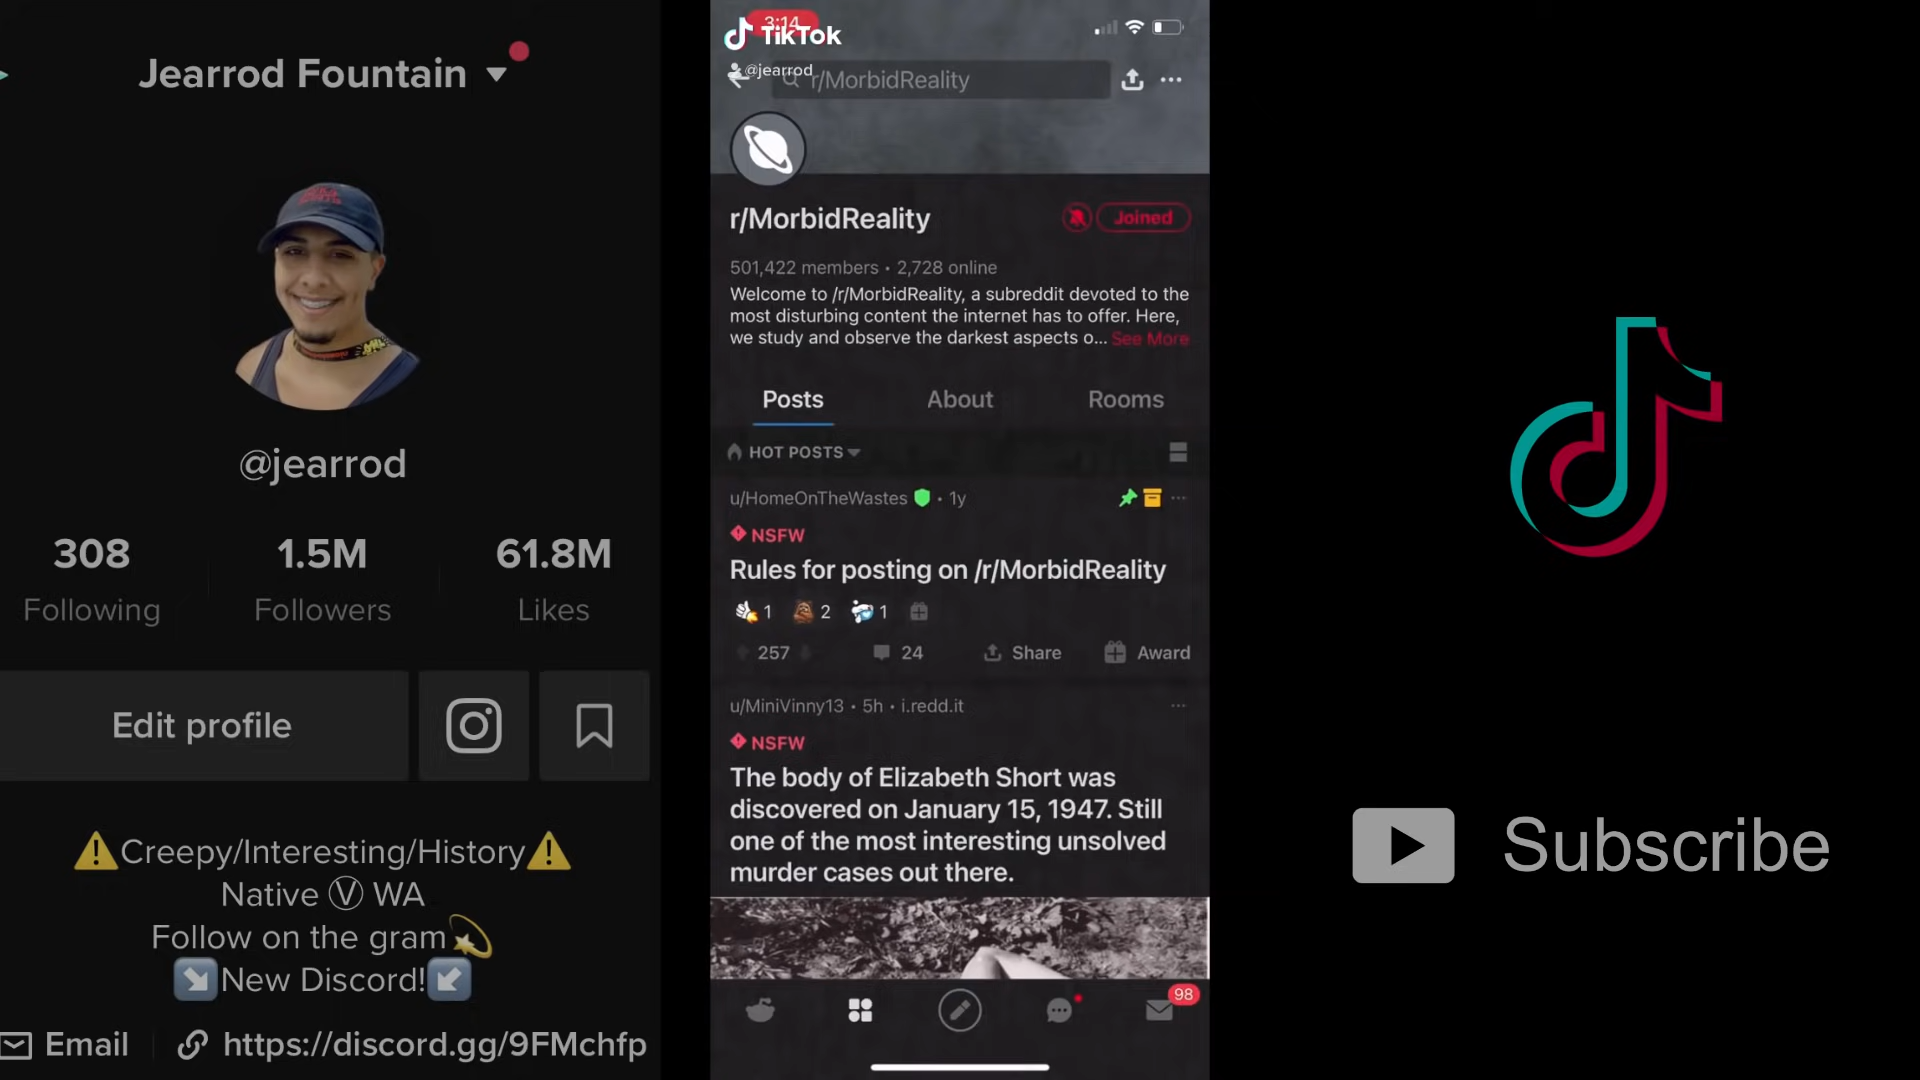 Jearrod Fountain
@jearrod
308
1.5M
61.8M
Following
Followers
Likes
Edit profile
⚠️Creepy/Interesting/History⚠️
Native Ⓥ WA
Follow on the gram💫
↘️New Discord!↙️
Email
https://discord.gg/9FMchfp
3:14
TikTok
@jearrod
r/MorbidReality
r/MorbidReality
Joined
501,422 members • 2,728 online
Welcome to /r/MorbidReality, a subreddit devoted to the
most disturbing content the internet has to offer. Here,
we study and observe the darkest aspects o... See More
Posts
About
Rooms
HOT POSTS
u/HomeOnTheWastes • 1y
NSFW
Rules for posting on /r/MorbidReality
1 2 1
257
24
Share
Award
u/MiniVinny13 • 5h • i.redd.it
NSFW
The body of Elizabeth Short was
discovered on January 15, 1947. Still
one of the most interesting unsolved
murder cases out there.
98
Subscribe